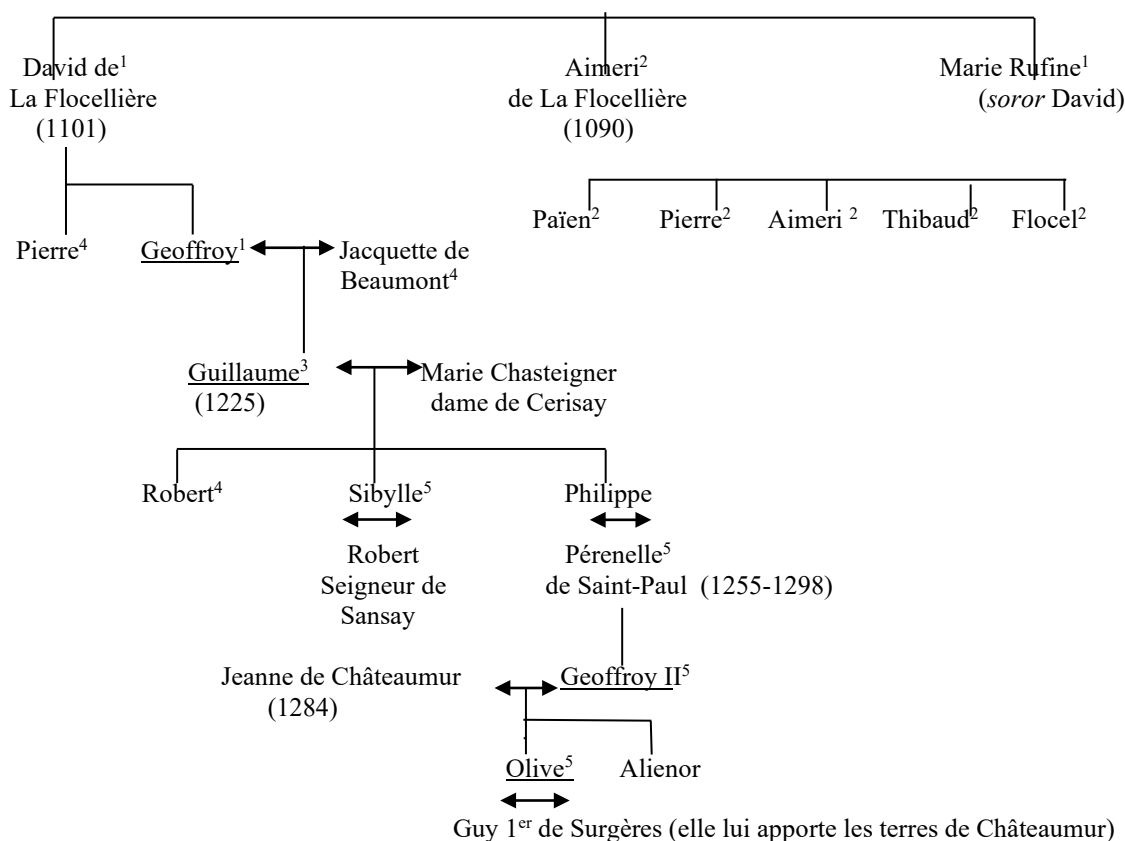 David de¹ Aimeri² Marie Rufine¹
La Flocellière de La Flocellière (soror David)
(1101) (1090)
Païen² Pierre² Aimeri ² Thibaud² Flocel²
Pierre⁴ Geoffroy¹ Jacquette de
Beaumont⁴
Guillaume³ Marie Chasteigner
(1225) dame de Cerisay
Robert⁴ Sibylle⁵ Philippe
Robert Pérenelle⁵
Seigneur de de Saint-Paul (1255-1298)
Sansay
Jeanne de Châteaumur Geoffroy II⁵
(1284)
Olive⁵ Alienor
Guy 1er de Surgères (elle lui apporte les terres de Châteaumur)